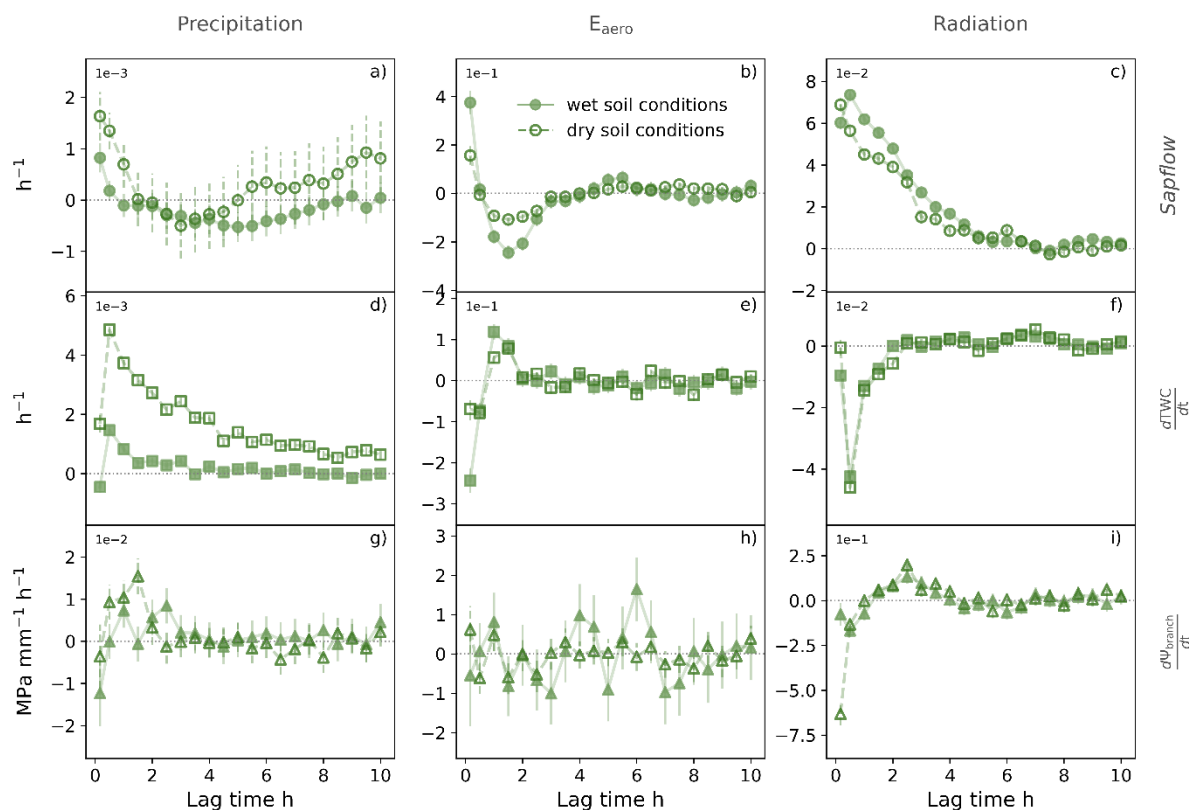 Precipitation
E_aero
Radiation
1e−3
a)
2
1
0
−1
h⁻¹
1e−1
b)
4
2
0
−2
−4
wet soil conditions
dry soil conditions
1e−2
c)
8
6
4
2
0
−2
Sapflow
1e−3
d)
6
4
2
0
h⁻¹
1e−1
e)
2
1
0
−1
−2
−3
1e−2
f)
0
−2
−4
dTWC
dt
1e−2
g)
2
1
0
−1
−2
MPa mm⁻¹ h⁻¹
h)
3
2
1
0
−1
−2
1e−1
i)
2.5
0.0
−2.5
−5.0
−7.5
dΨ_branch
dt
0 2 4 6 8 10
0 2 4 6 8 10
0 2 4 6 8 10
Lag time h
Lag time h
Lag time h